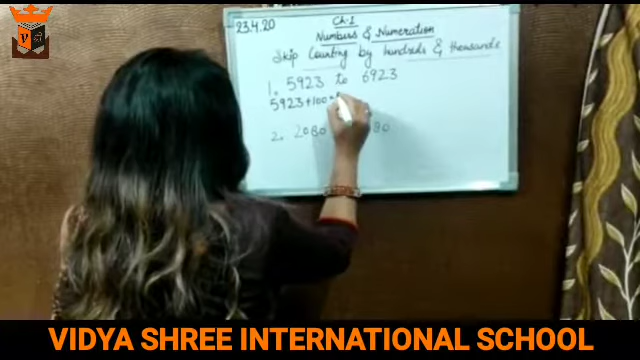 23.4.20
Ch-1
Numbers & Numeration
Skip Counting by hundreds & thousands
1. 5923 to 6923
5923+100=
2. 2080 80
VIDYA SHREE INTERNATIONAL SCHOOL